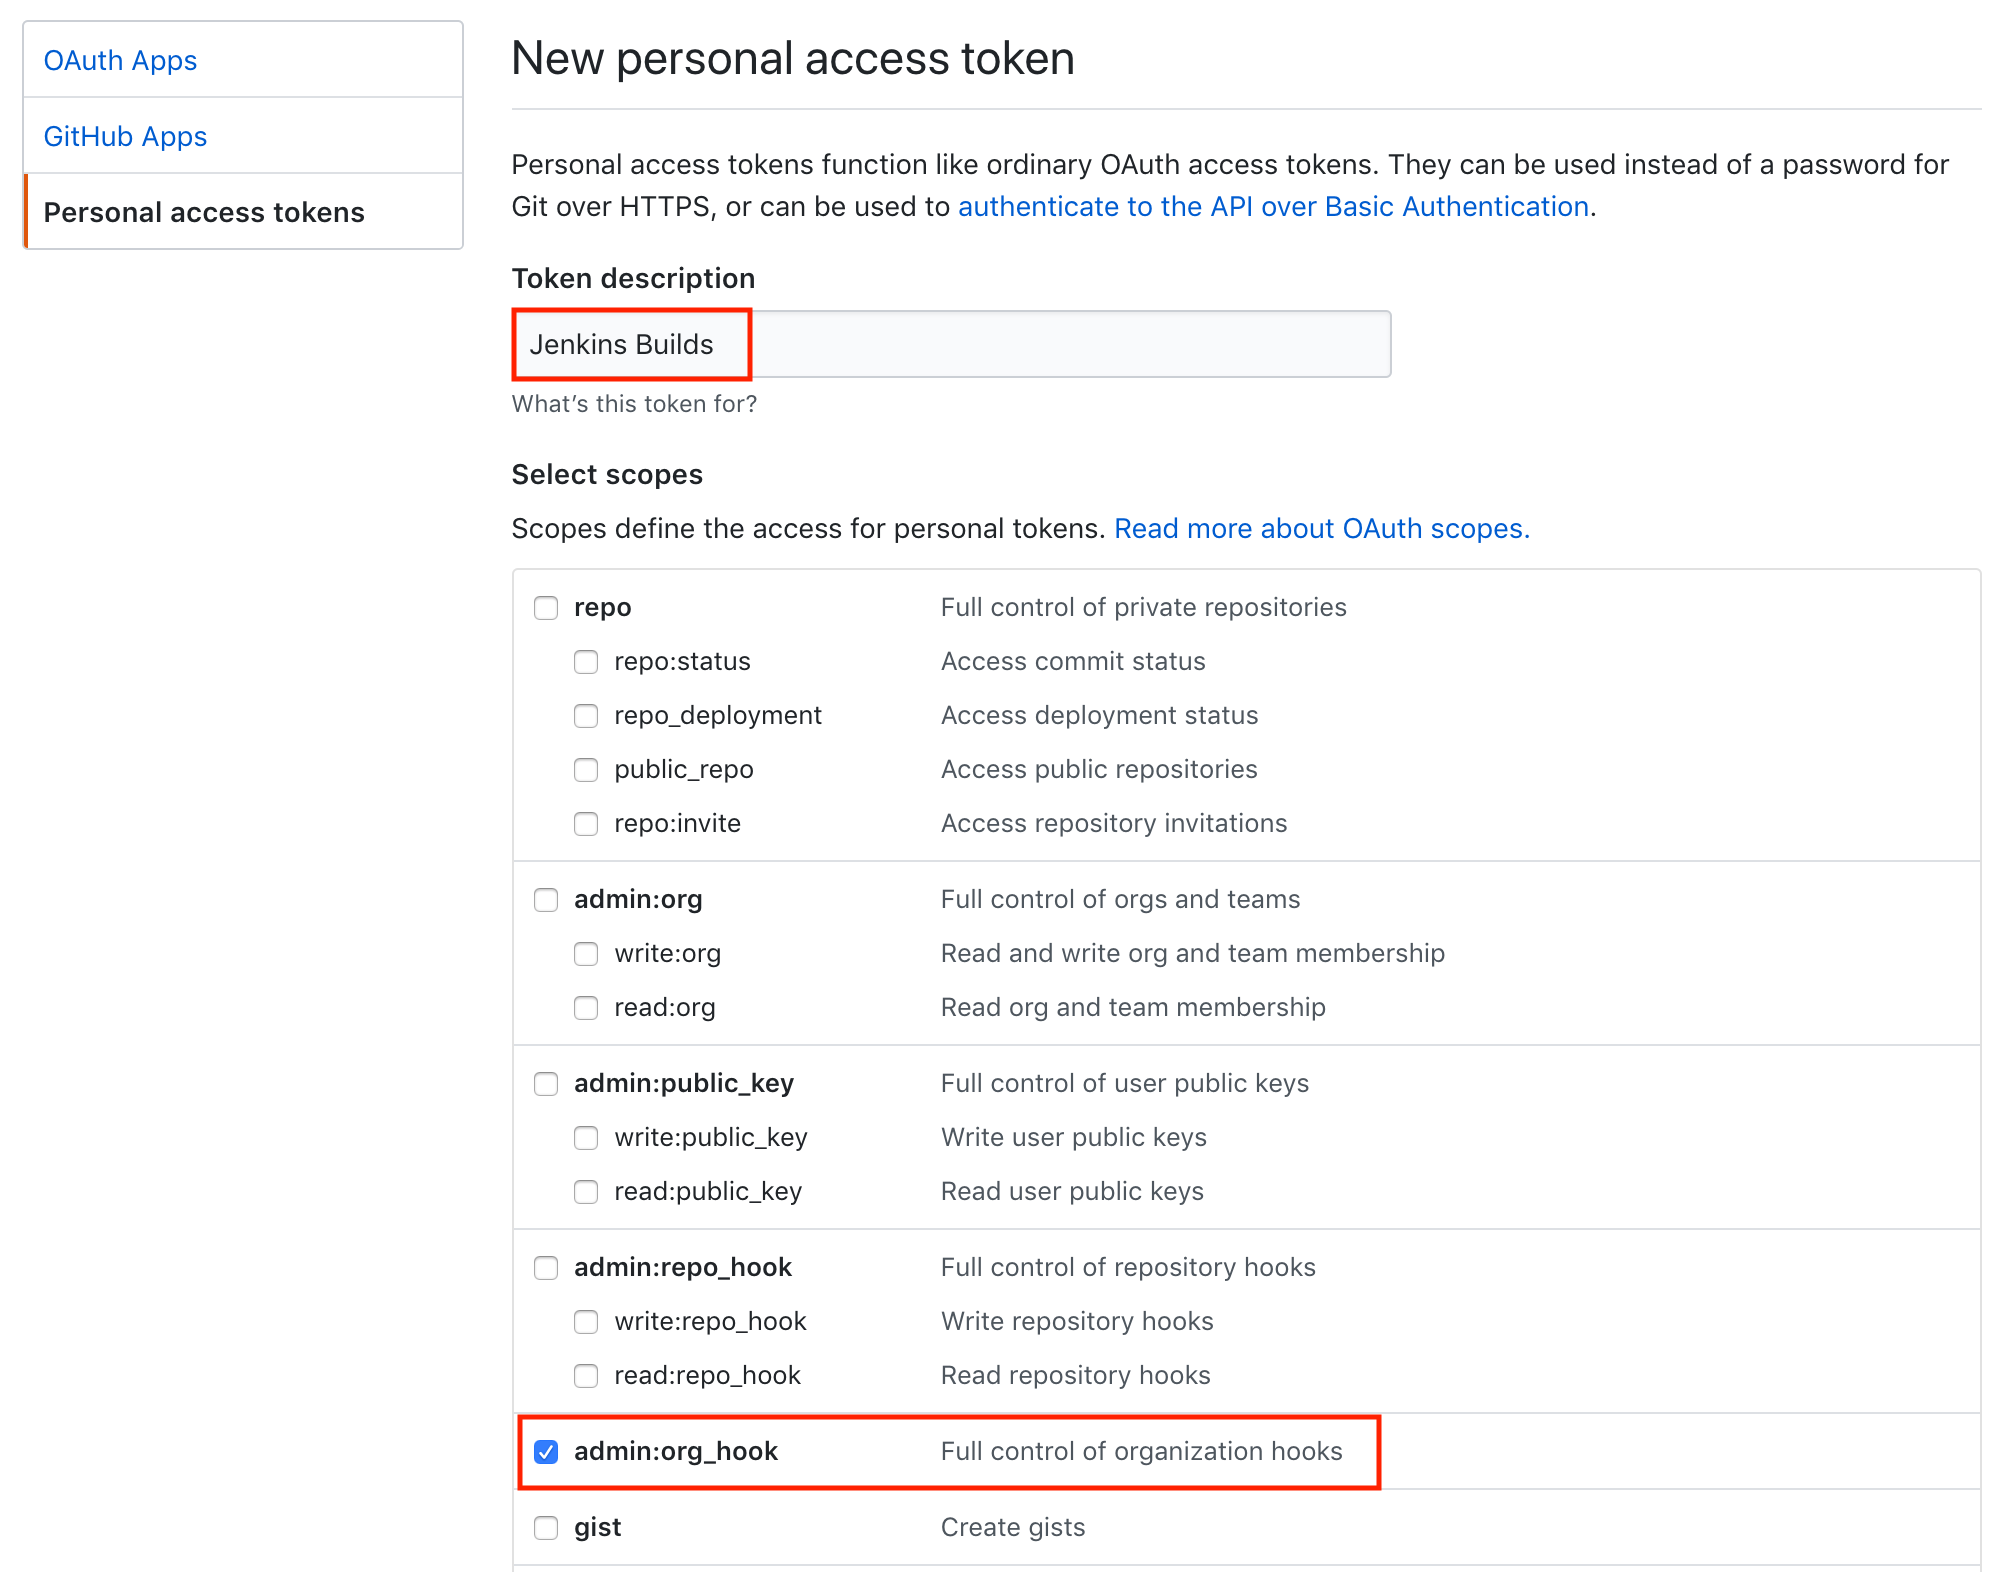 OAuth Apps
GitHub Apps
Personal access tokens
New personal access token
Personal access tokens function like ordinary OAuth access tokens. They can be used instead of a password for
Git over HTTPS, or can be used to authenticate to the API over Basic Authentication.
Token description
Jenkins Builds
What’s this token for?
Select scopes
Scopes define the access for personal tokens. Read more about OAuth scopes.
repo Full control of private repositories
repo:status Access commit status
repo_deployment Access deployment status
public_repo Access public repositories
repo:invite Access repository invitations
admin:org Full control of orgs and teams
write:org Read and write org and team membership
read:org Read org and team membership
admin:public_key Full control of user public keys
write:public_key Write user public keys
read:public_key Read user public keys
admin:repo_hook Full control of repository hooks
write:repo_hook Write repository hooks
read:repo_hook Read repository hooks
admin:org_hook Full control of organization hooks
gist Create gists